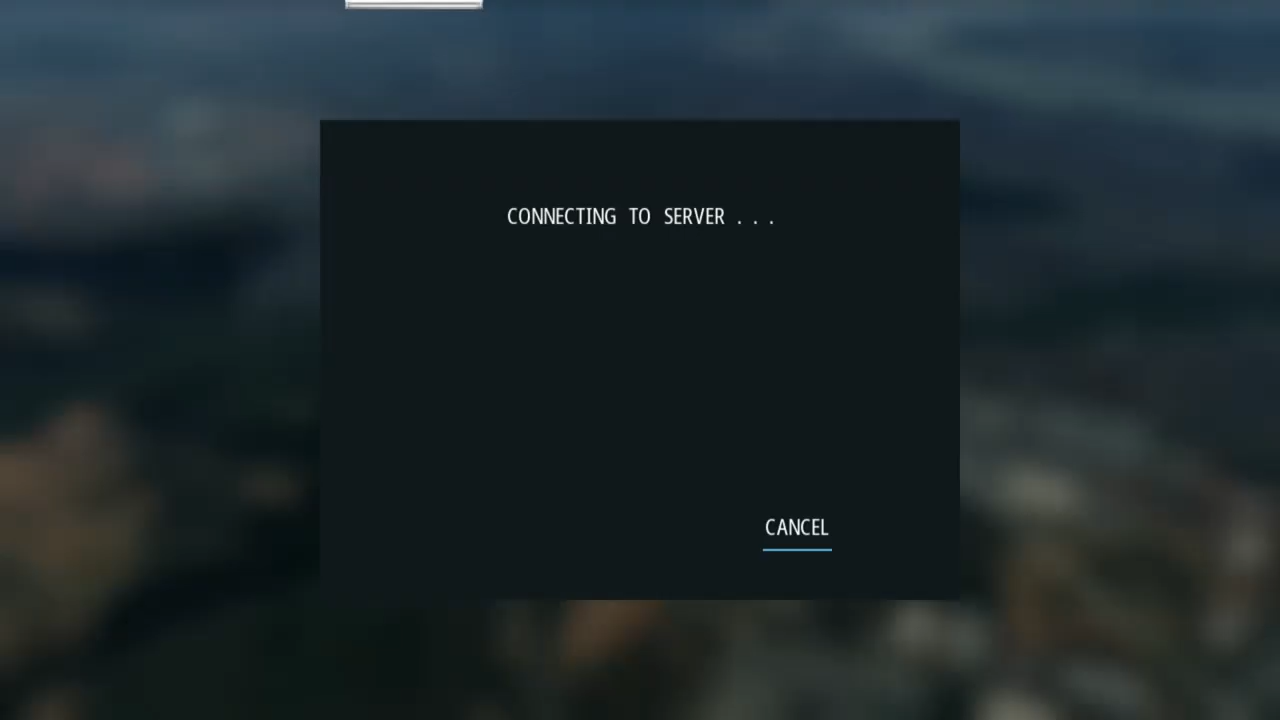 CONNECTING TO SERVER . . .
CANCEL